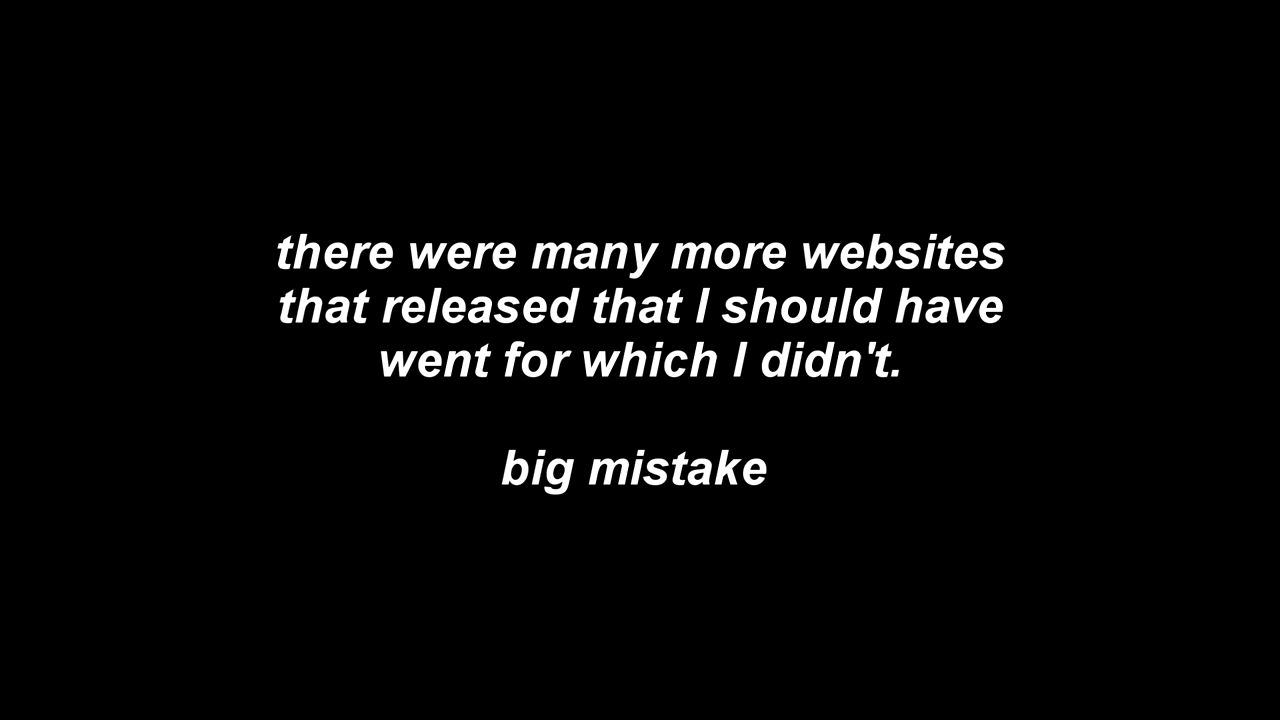 there were many more websites
that released that I should have
went for which I didn't.
big mistake